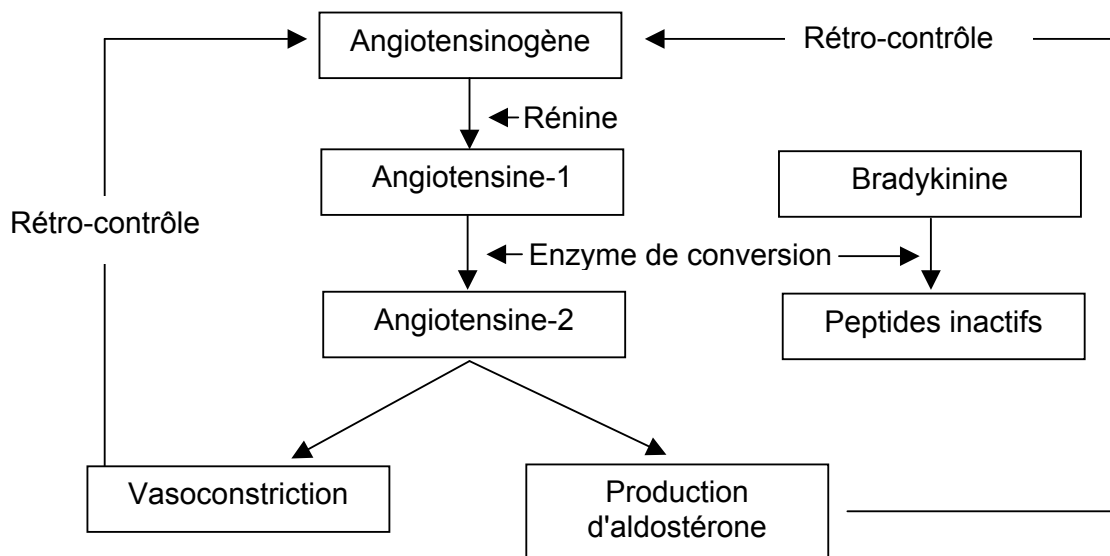 Angiotensinogène
Rétro-contrôle
Rénine
Angiotensine-1
Bradykinine
Rétro-contrôle
Enzyme de conversion
Angiotensine-2
Peptides inactifs
Vasoconstriction
Production
d'aldostérone